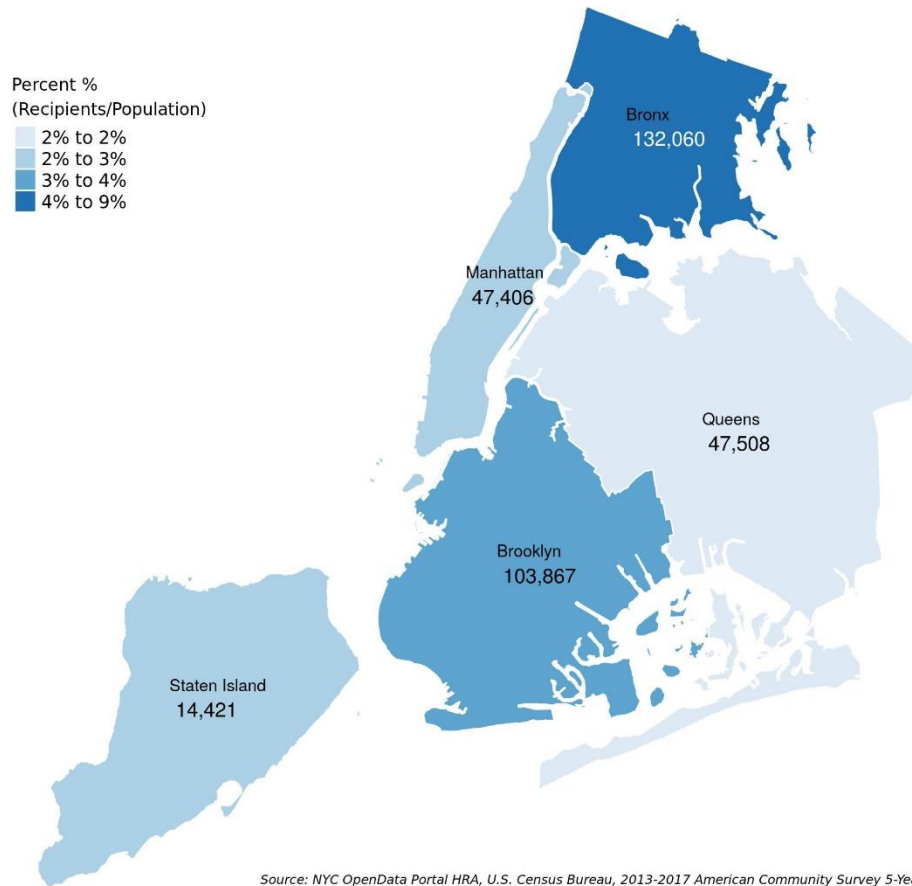 Percent %
(Recipients/Population)
2% to 2%
2% to 3%
3% to 4%
4% to 9%
Bronx
132,060
Manhattan
47,406
Queens
47,508
Brooklyn
103,867
Staten Island
14,421
Source: NYC OpenData Portal HRA, U.S. Census Bureau, 2013-2017 American Community Survey